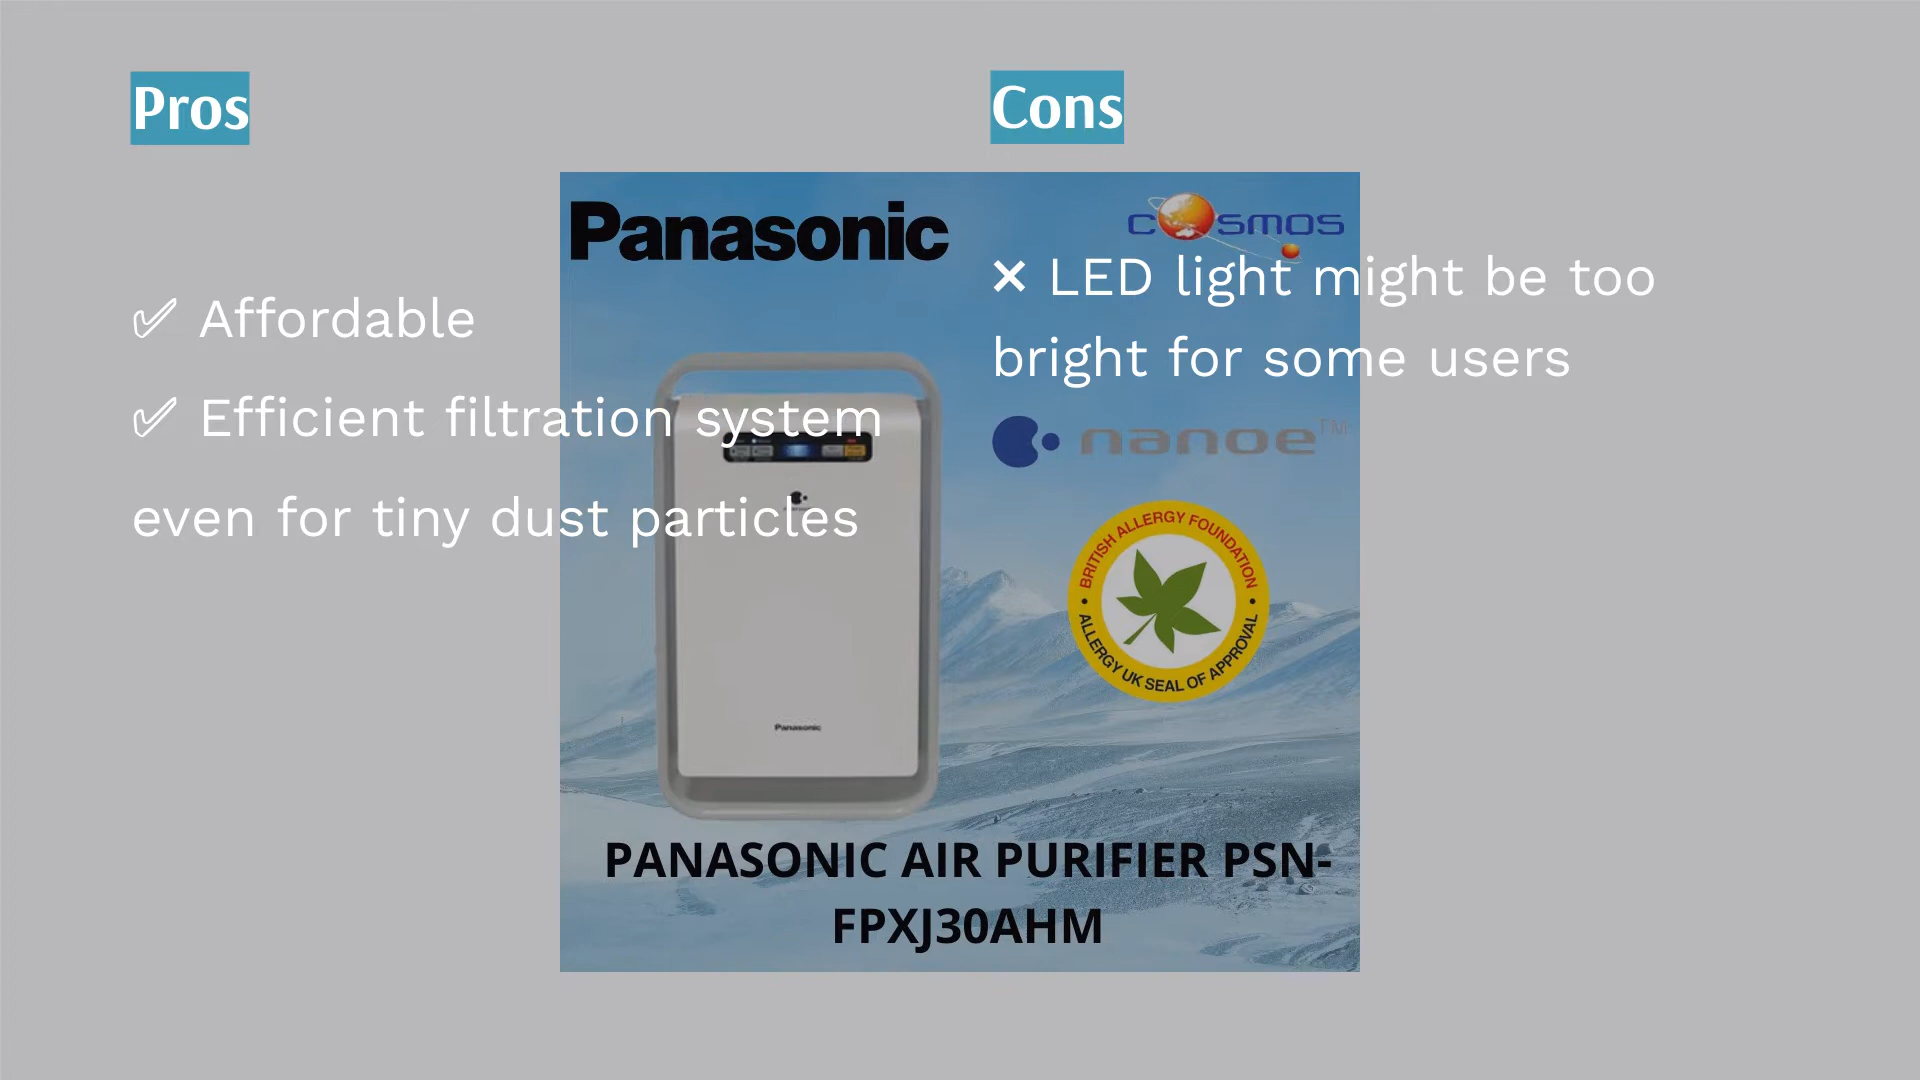 Pros
Cons
Panasonic
COSMOS
✔ Affordable
✔ Efficient filtration system
even for tiny dust particles
❌ LED light might be too
bright for some users
nanoe™
BRITISH ALLERGY FOUNDATION
ALLERGY UK SEAL OF APPROVAL
Panasonic
PANASONIC AIR PURIFIER PSN-
FPXJ30AHM